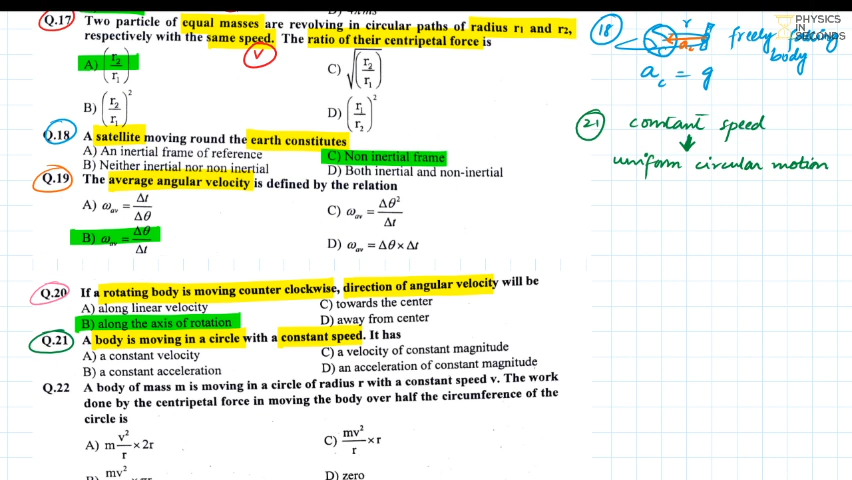 Q.17 Two particle of equal masses are revolving in circular paths of radius r₁ and r₂,
respectively with the same speed. The ratio of their centripetal force is
A) (r₂/r₁)
C) √(r₂/r₁)
B) (r₂/r₁)²
D) (r₁/r₂)²
Q.18 A satellite moving round the earth constitutes
A) An inertial frame of reference
C) Non inertial frame
B) Neither inertial nor non inertial
D) Both inertial and non-inertial
Q.19 The average angular velocity is defined by the relation
A) ωav = Δt/Δθ
C) ωav = Δθ²/Δt
B) ωav = Δθ/Δt
D) ωav = Δθ × Δt
Q.20 If a rotating body is moving counter clockwise, direction of angular velocity will be
A) along linear velocity
C) towards the center
B) along the axis of rotation
D) away from center
Q.21 A body is moving in a circle with a constant speed. It has
A) a constant velocity
C) a velocity of constant magnitude
B) a constant acceleration
D) an acceleration of constant magnitude
Q.22 A body of mass m is moving in a circle of radius r with a constant speed v. The work
done by the centripetal force in moving the body over half the circumference of the
circle is
A) m v²/r × 2r
C) mv²/r × r
D) zero
V
18 r freely
ac body
ac = g
21 constant speed
uniform circular motion
PHYSICS
IN
SECONDS